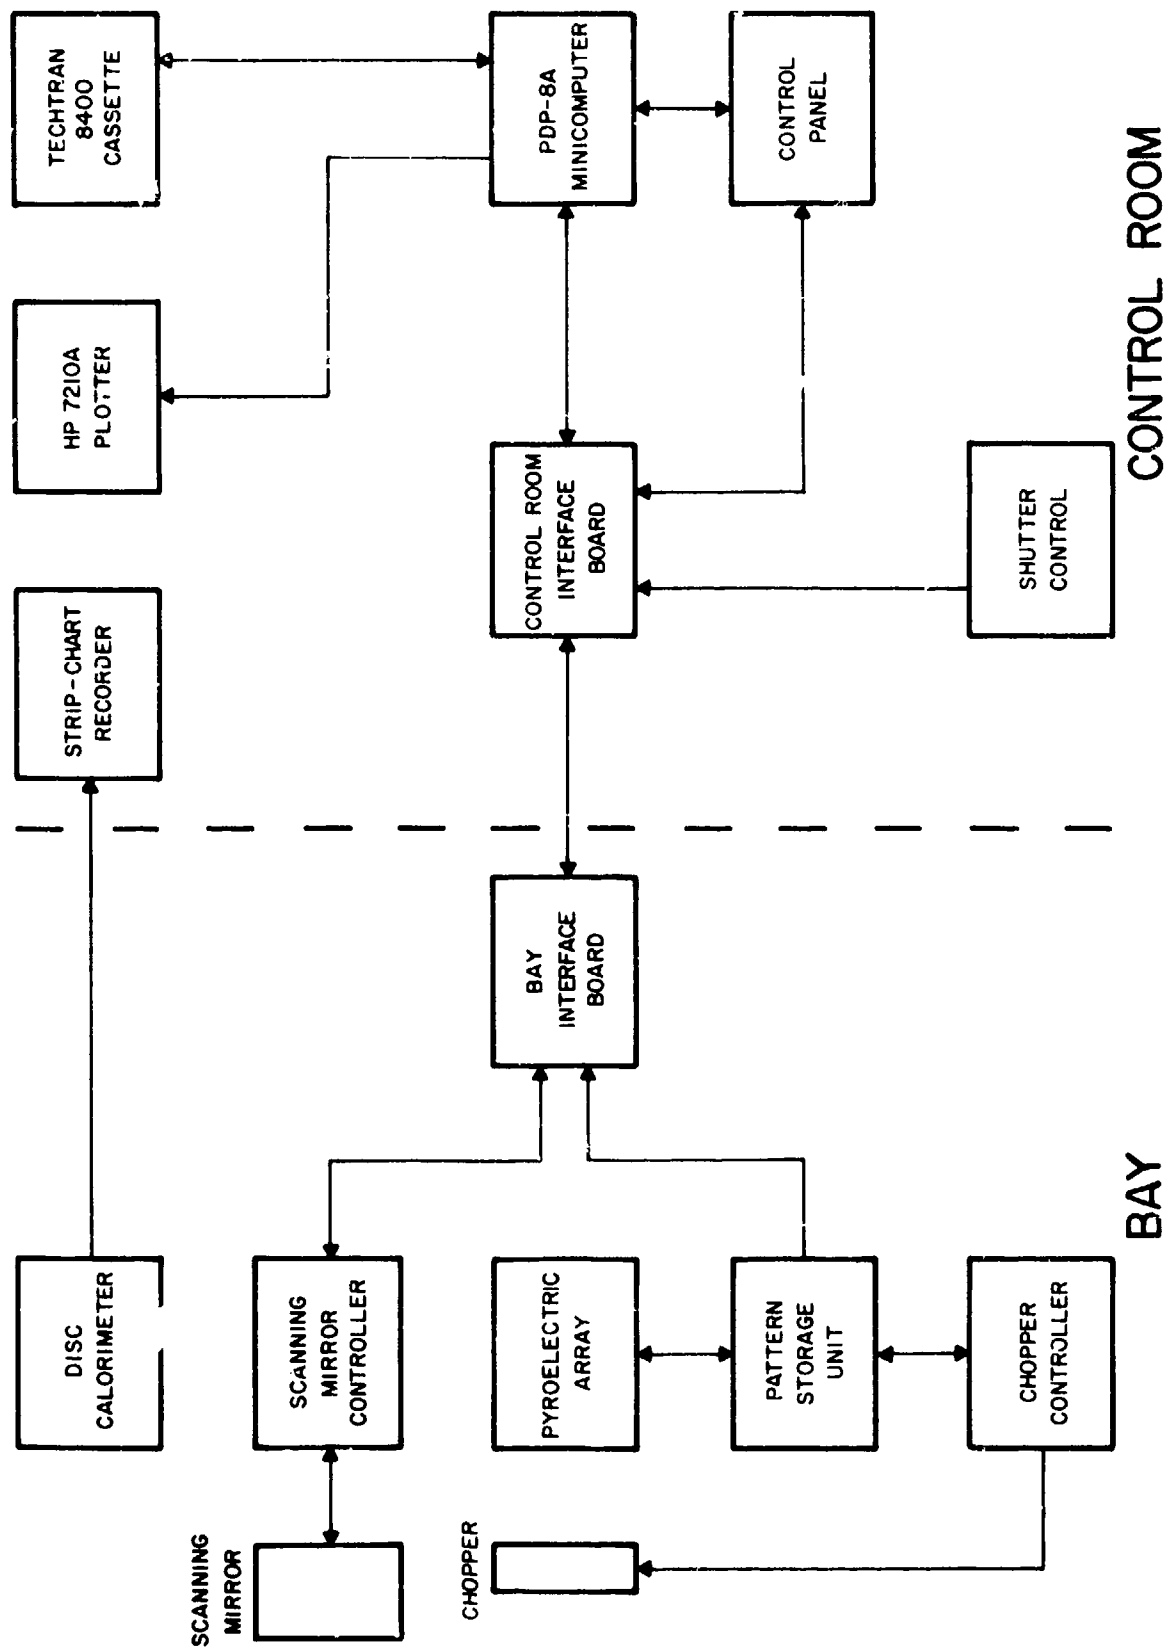 DISC
CALORIMETER
STRIP-CHART
RECORDER
HP 7210A
PLOTTER
TECHTRAN
8400
CASSETTE
SCANNING
MIRROR
SCANNING
MIRROR
CONTROLLER
CHOPPER
PYROELECTRIC
ARRAY
BAY
INTERFACE
BOARD
CONTROL ROOM
INTERFACE
BOARD
PDP-8A
MINICOMPUTER
PATTERN
STORAGE
UNIT
CONTROL
PANEL
CHOPPER
CONTROLLER
SHUTTER
CONTROL
BAY
CONTROL ROOM